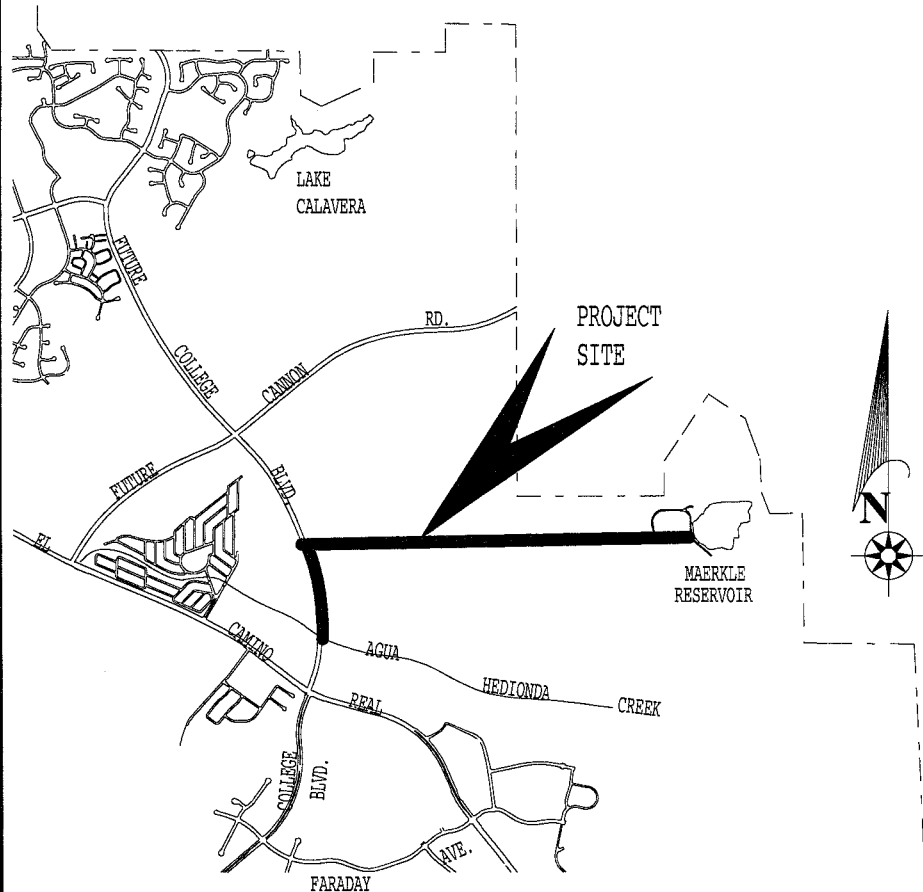 LAKE
CALAVERA
FUTURE
COLLEGE
BLVD.
FUTURE
CANNON
RD.
PROJECT
SITE
N
MAERKLE
RESERVOIR
EL
CAMINO
REAL
AGUA
HEDIONDA
CREEK
COLLEGE
BLVD.
FARADAY
AVE.